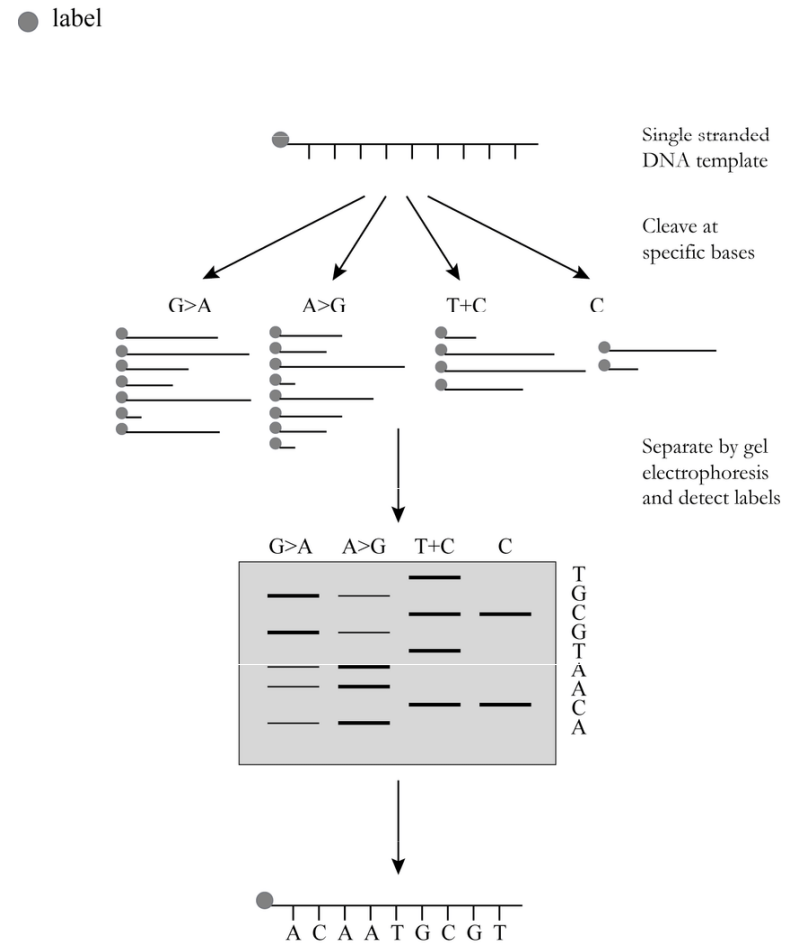 label
Single stranded
DNA template
Cleave at
specific bases
G>A A>G T+C C
Separate by gel
electrophoresis
and detect labels
G>A A>G T+C C
T
G
C
G
T
A
A
C
A
A C A A T G C G T